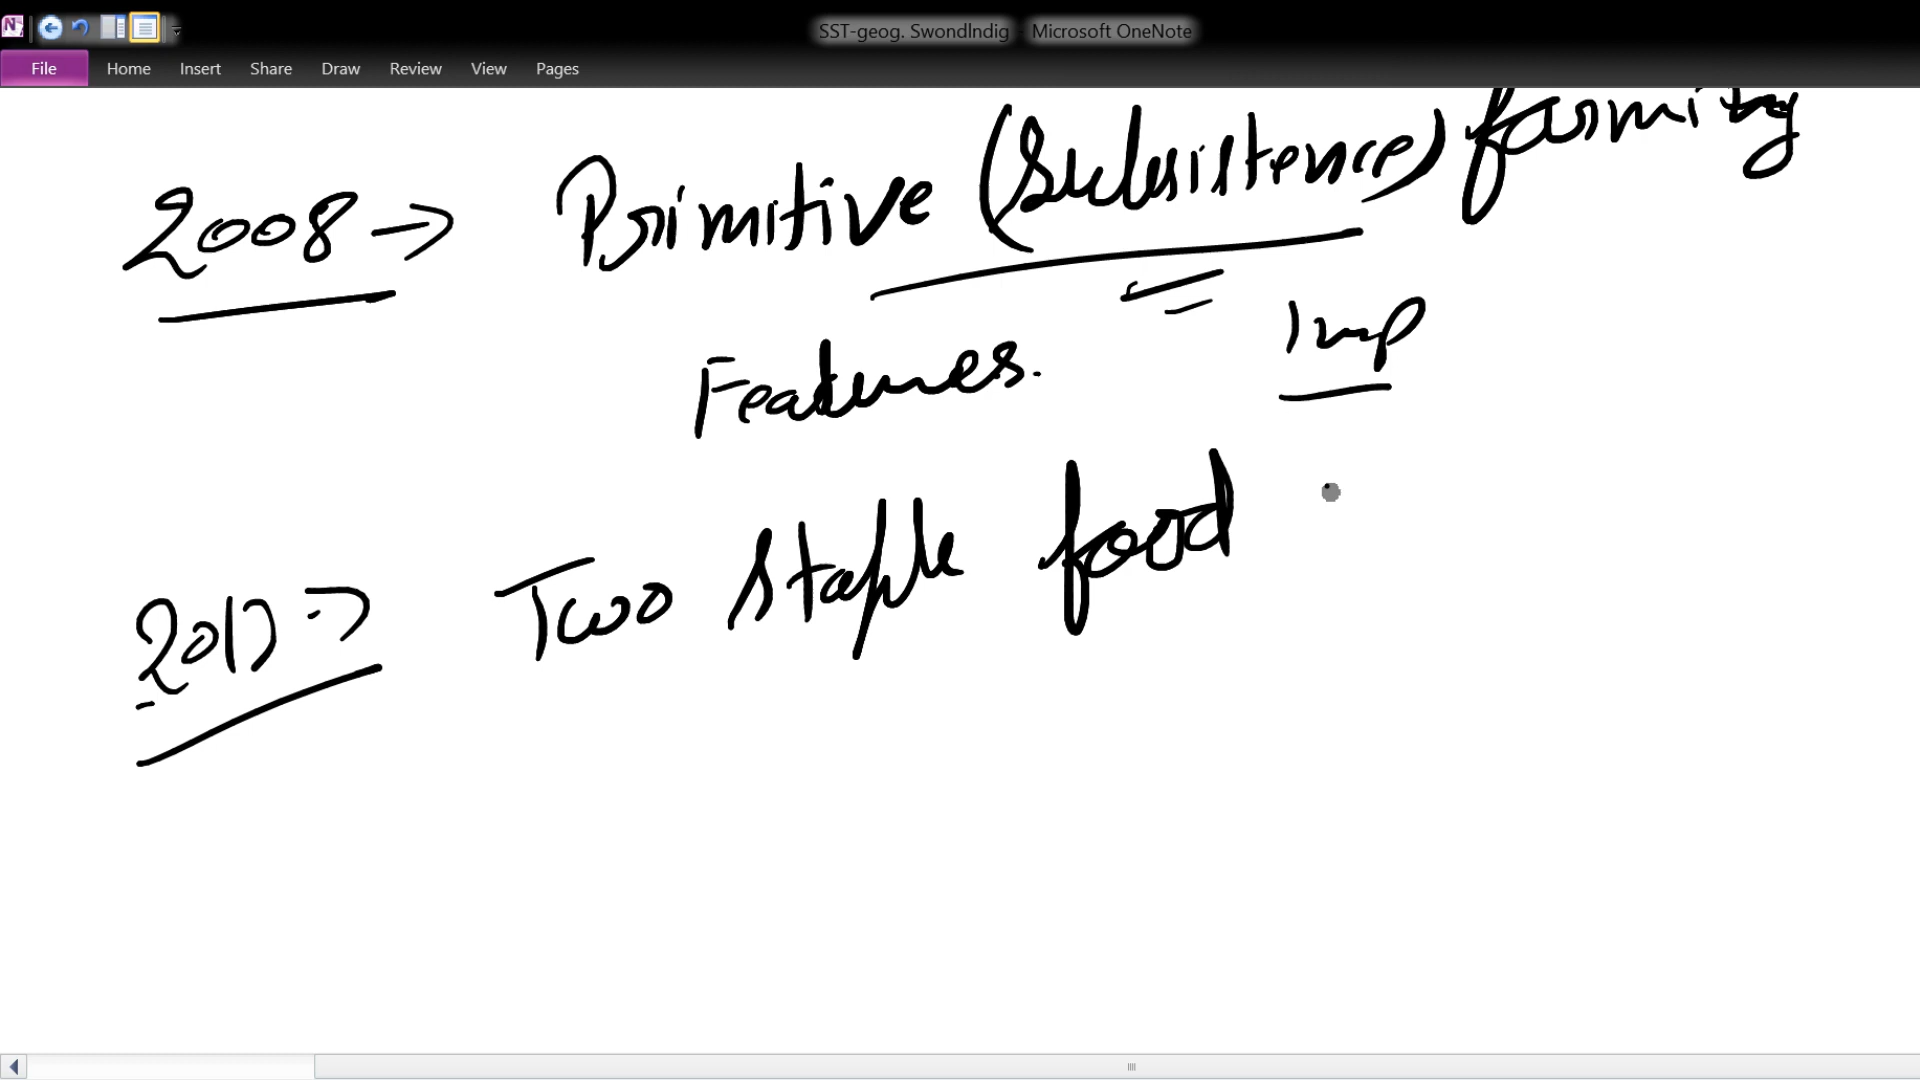 SST-geog. SwondIndig - Microsoft OneNote
File Home Insert Share Draw Review View Pages
2008 → Primitive (Subsistence) farming
Features. Imp
Two staple food